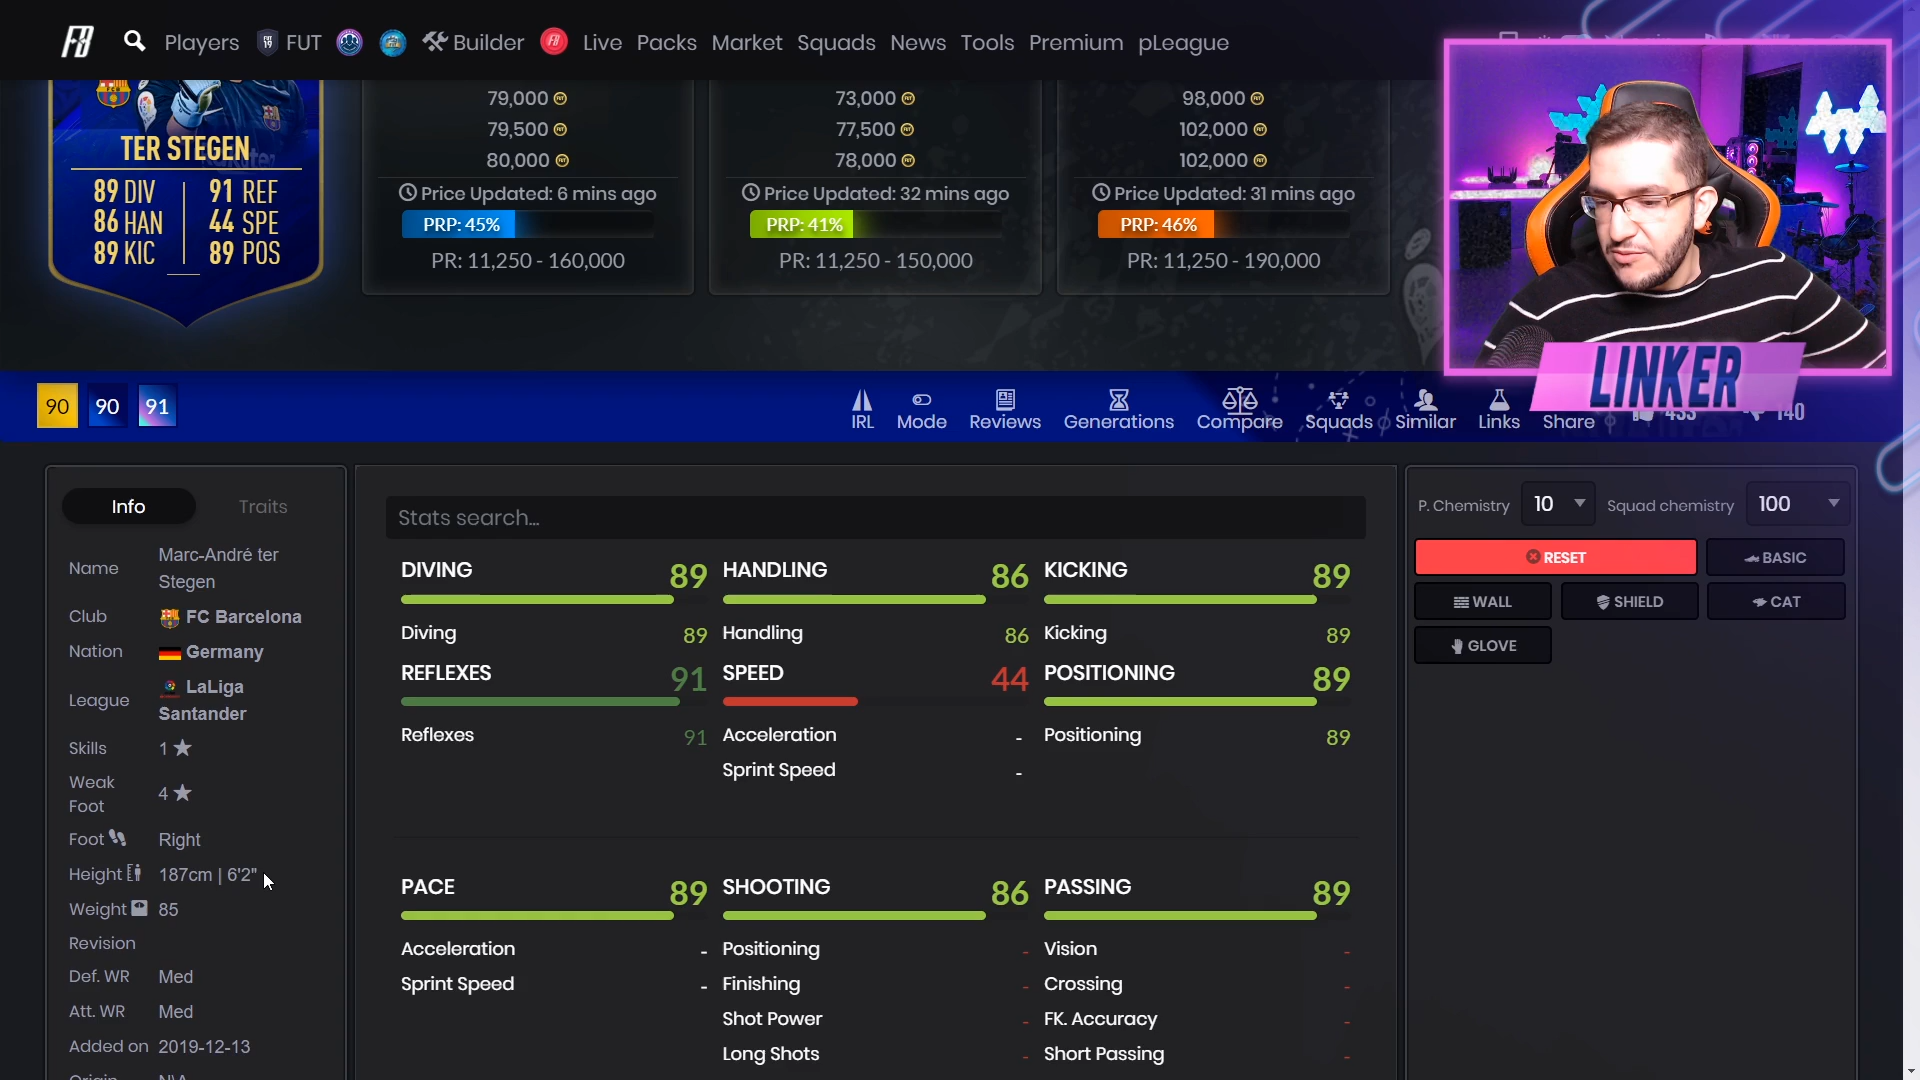 Players FUT Builder Live Packs Market Squads News Tools Premium pLeague
TER STEGEN
89 DIV 91 REF
86 HAN 44 SPE
89 KIC 89 POS
79,000
79,500
80,000
Price Updated: 6 mins ago
PRP: 45%
PR: 11,250 - 160,000
73,000
77,500
78,000
Price Updated: 32 mins ago
PRP: 41%
PR: 11,250 - 150,000
98,000
102,000
102,000
Price Updated: 31 mins ago
PRP: 46%
PR: 11,250 - 190,000
LINKER
90 90 91
IRL Mode Reviews Generations Compare Squads Similar Links Share 140
Info Traits
Name Marc-André ter
Stegen
Club FC Barcelona
Nation Germany
League LaLiga
Santander
Skills 1
Weak
Foot 4
Foot Right
Height 187cm | 6'2"
Weight 85
Revision
Def. WR Med
Att. WR Med
Added on 2019-12-13
Origin N\A
Stats search...
DIVING 89 HANDLING 86 KICKING 89
Diving 89 Handling 86 Kicking 89
REFLEXES 91 SPEED 44 POSITIONING 89
Reflexes 91 Acceleration - Positioning 89
Sprint Speed -
PACE 89 SHOOTING 86 PASSING 89
Acceleration - Positioning - Vision -
Sprint Speed - Finishing - Crossing -
Shot Power - FK. Accuracy -
Long Shots - Short Passing -
P. Chemistry 10 Squad chemistry 100
RESET BASIC
WALL SHIELD CAT
GLOVE